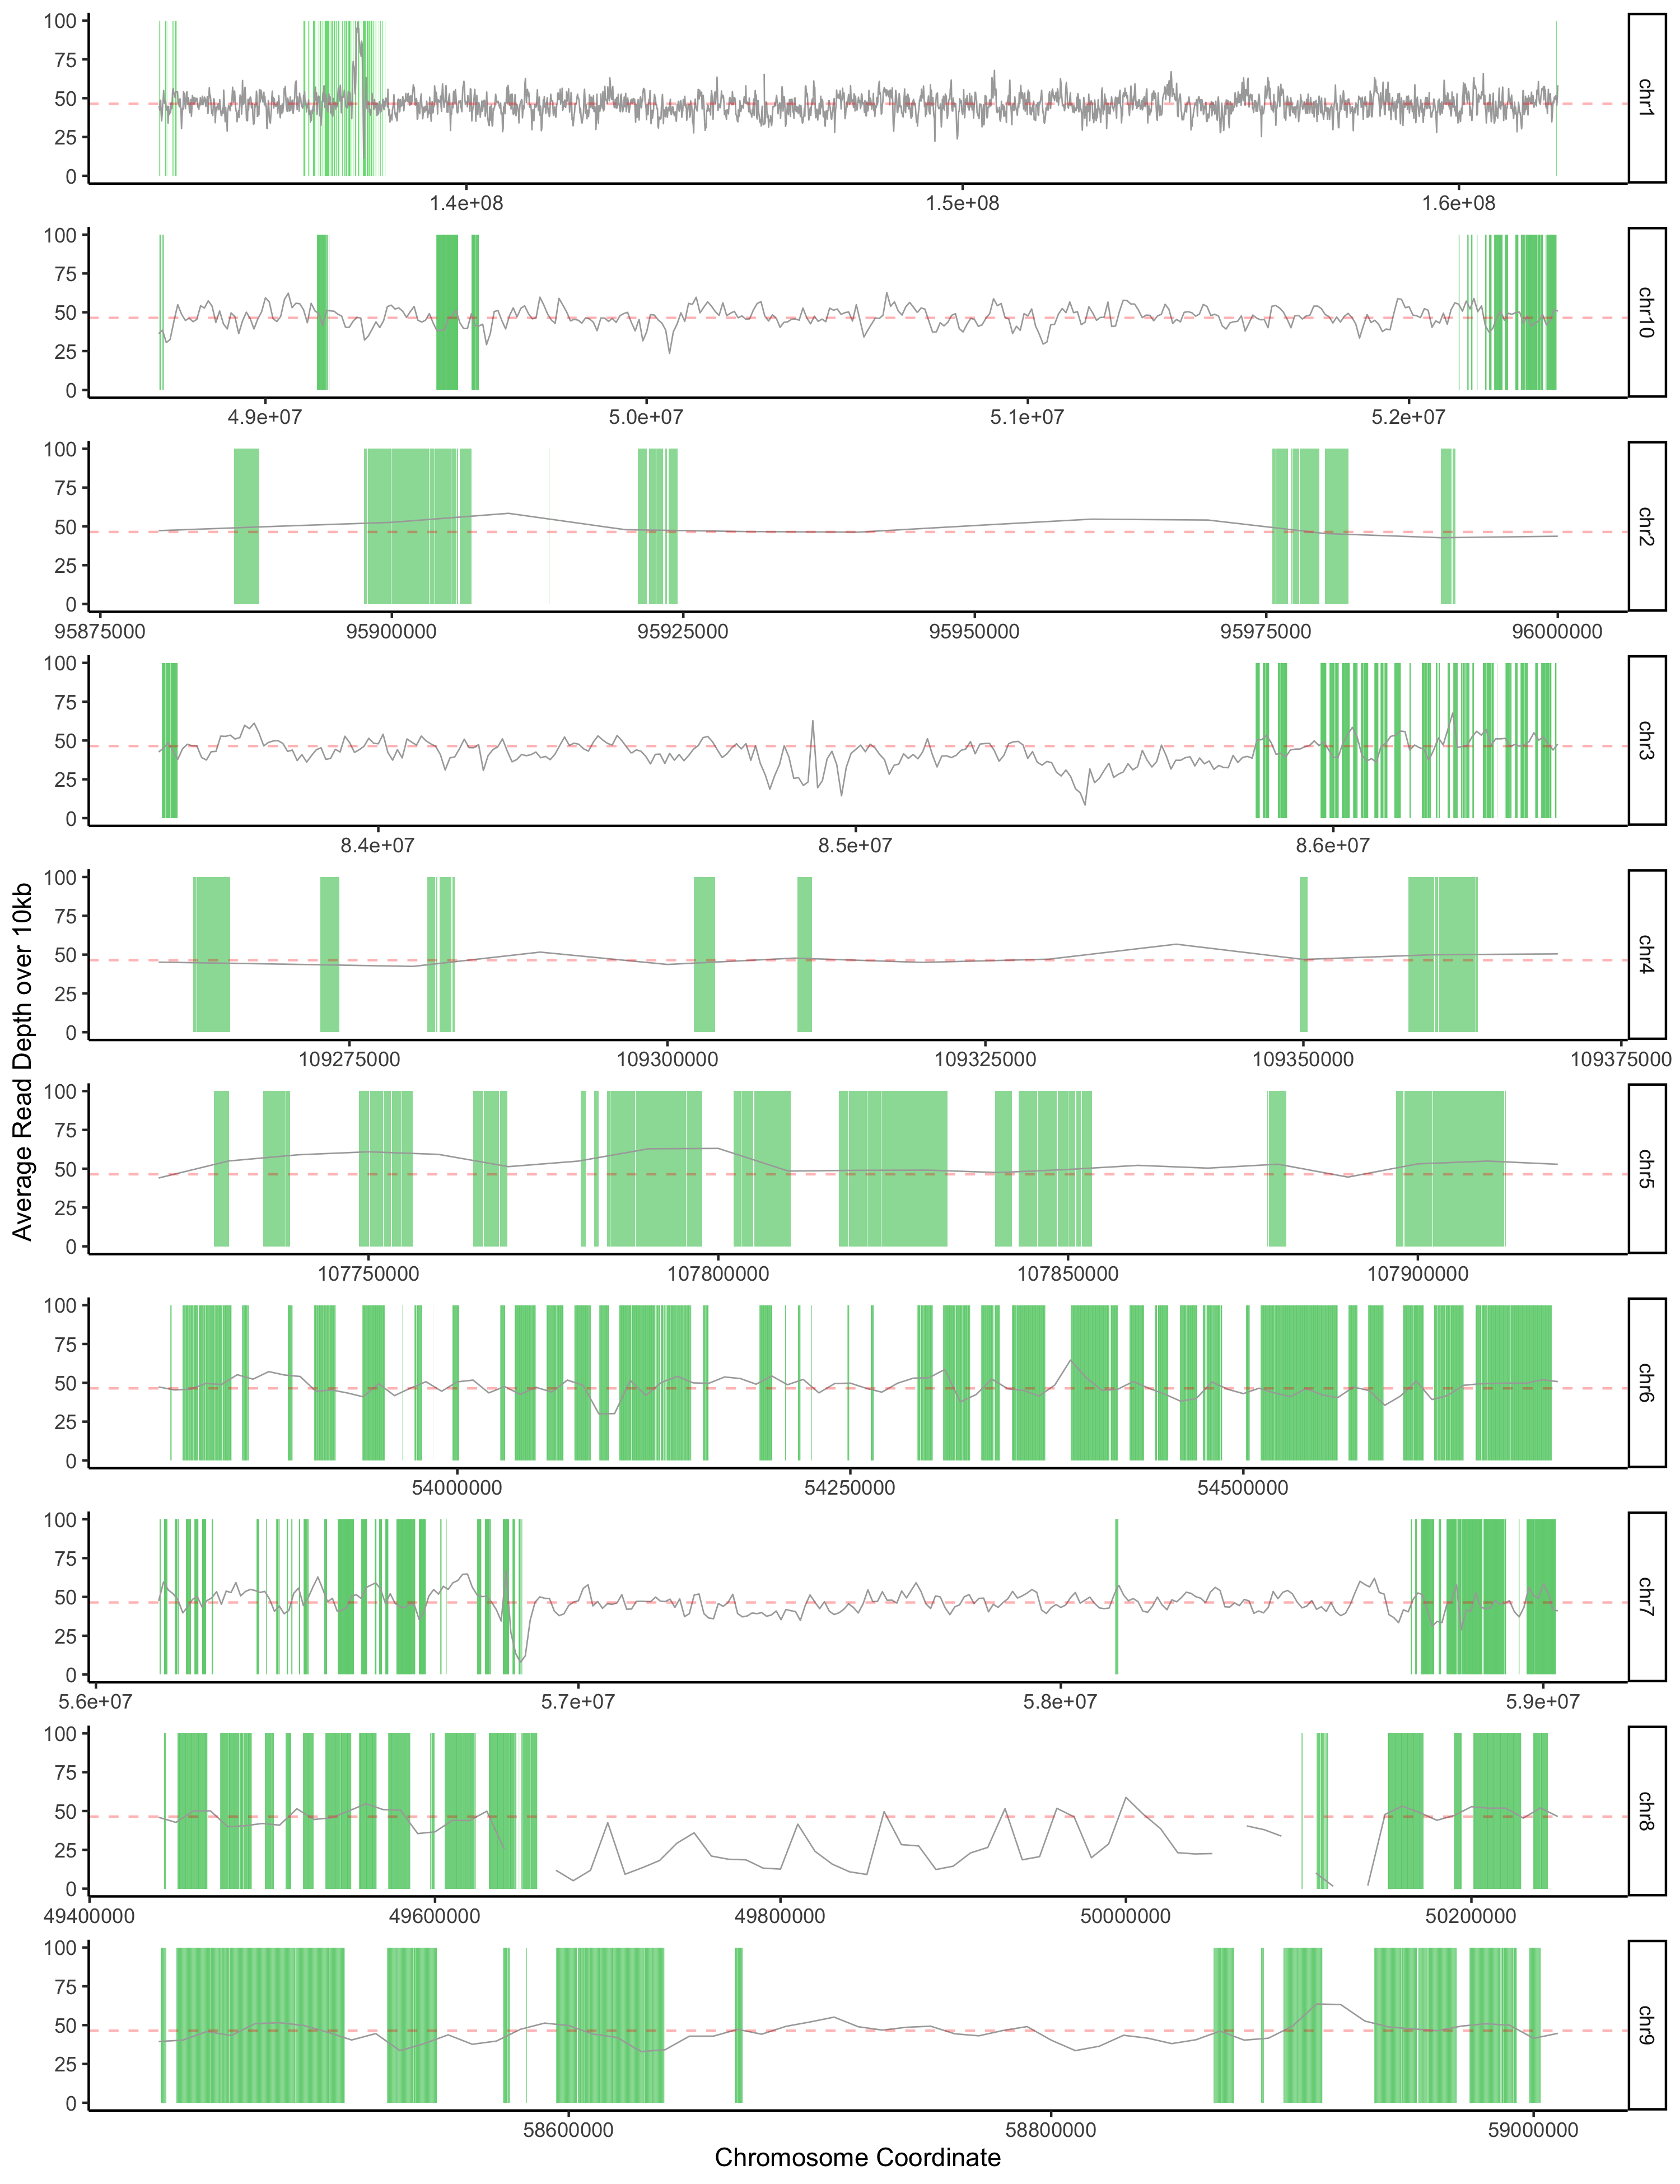 Average Read Depth over 10kb
100
75
50
25
0
chr1
1.4e+08 1.5e+08 1.6e+08
100
75
50
25
0
chr10
4.9e+07 5.0e+07 5.1e+07 5.2e+07
100
75
50
25
0
chr2
95875000 95900000 95925000 95950000 95975000 96000000
100
75
50
25
0
chr3
8.4e+07 8.5e+07 8.6e+07
100
75
50
25
0
chr4
109275000 109300000 109325000 109350000 109375000
100
75
50
25
0
chr5
107750000 107800000 107850000 107900000
100
75
50
25
0
chr6
54000000 54250000 54500000
100
75
50
25
0
chr7
5.6e+07 5.7e+07 5.8e+07 5.9e+07
100
75
50
25
0
chr8
49400000 49600000 49800000 50000000 50200000
100
75
50
25
0
chr9
58600000 58800000 59000000
Chromosome Coordinate